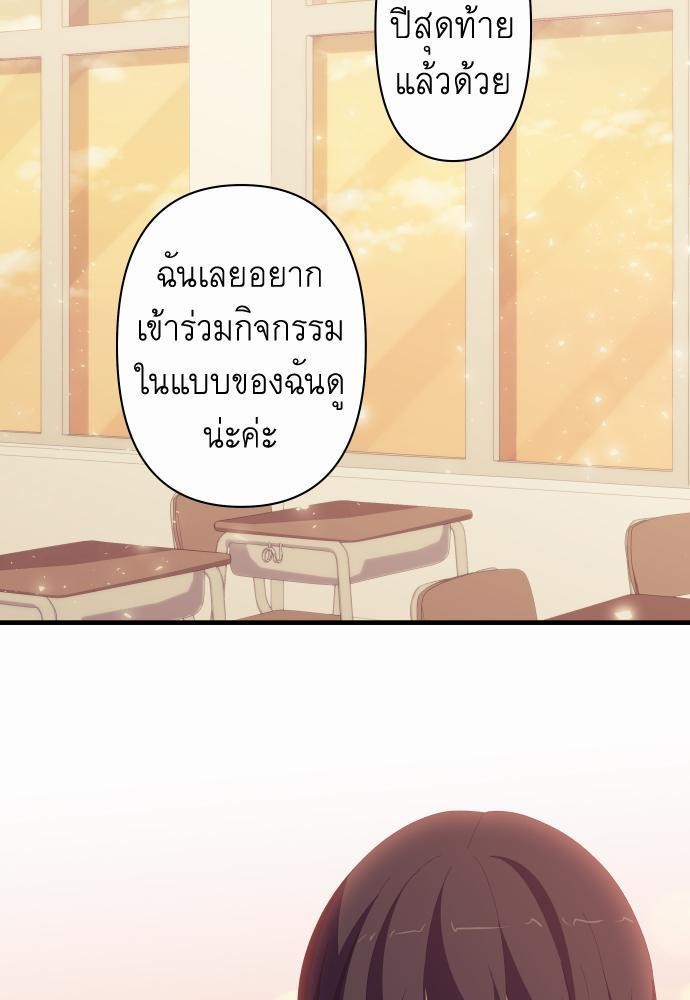 ปีสุดท้าย
แล้วด้วย
ฉันเลยอยาก
เข้าร่วมกิจกรรม
ในแบบของฉันดู
น่ะค่ะ